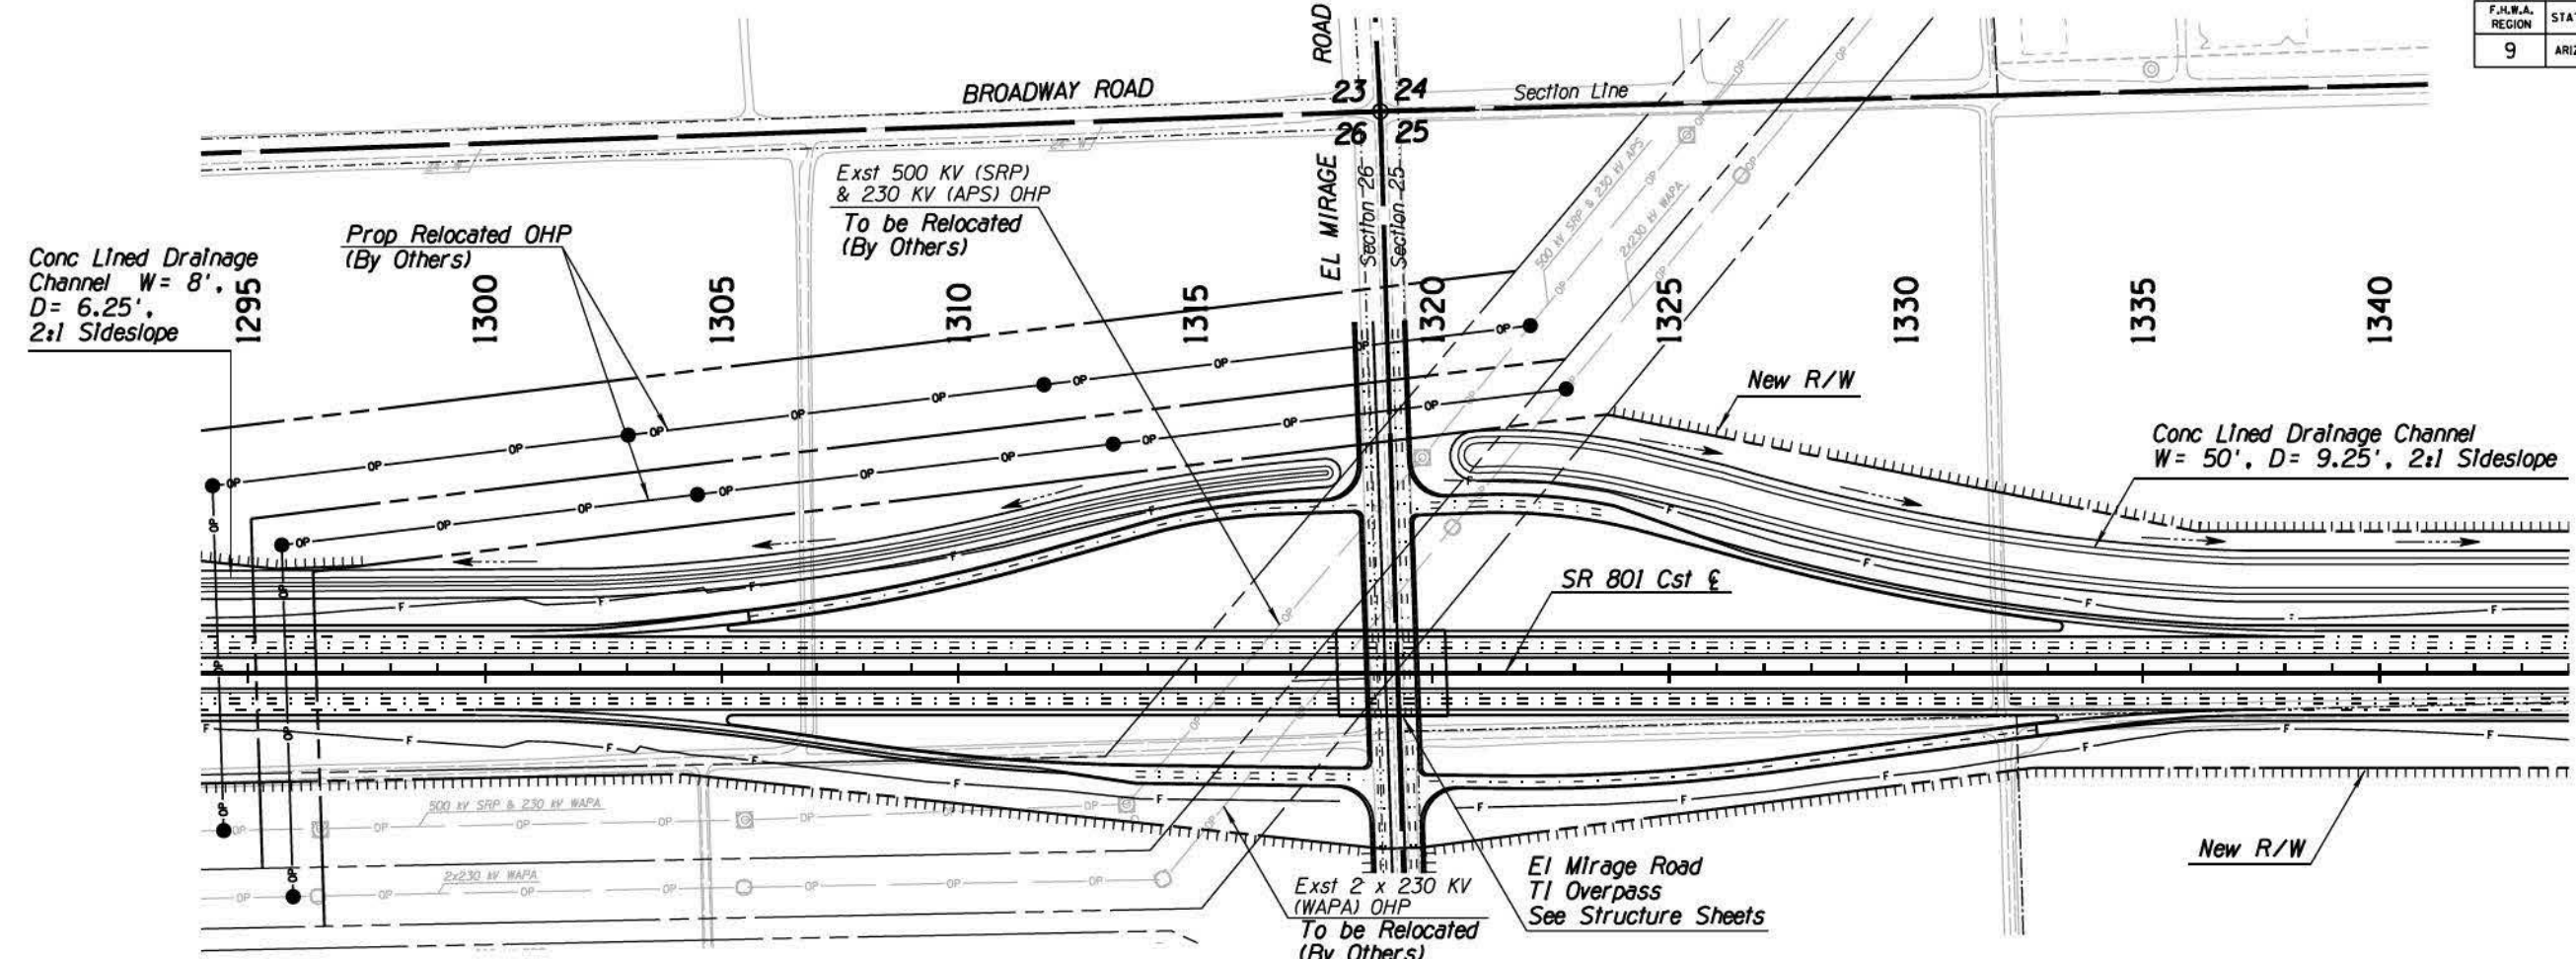 F.H.W.A.
REGION
9
ROAD
BROADWAY ROAD
23 24
Section Line
26 25
EL MIRAGE
Section 26
Section 25
24" W
24" W
Exst 500 KV (SRP)
& 230 KV (APS) OHP
To be Relocated
(By Others)
500 kV SRP & 230 kV APS
2x230 kV WAPA
Prop Relocated OHP
(By Others)
Conc Lined Drainage
Channel W= 8',
D= 6.25',
2:1 Sideslope
1295
1300
1305
1310
1315
1320
1325
1330
1335
1340
New R/W
Conc Lined Drainage Channel
W= 50', D= 9.25', 2:1 Sideslope
SR 801 Cst ℄
500 kV SRP & 230 kV WAPA
2x230 kV WAPA
New R/W
Exst 2 x 230 KV
(WAPA) OHP
To be Relocated
(By Others)
El Mirage Road
TI Overpass
See Structure Sheets